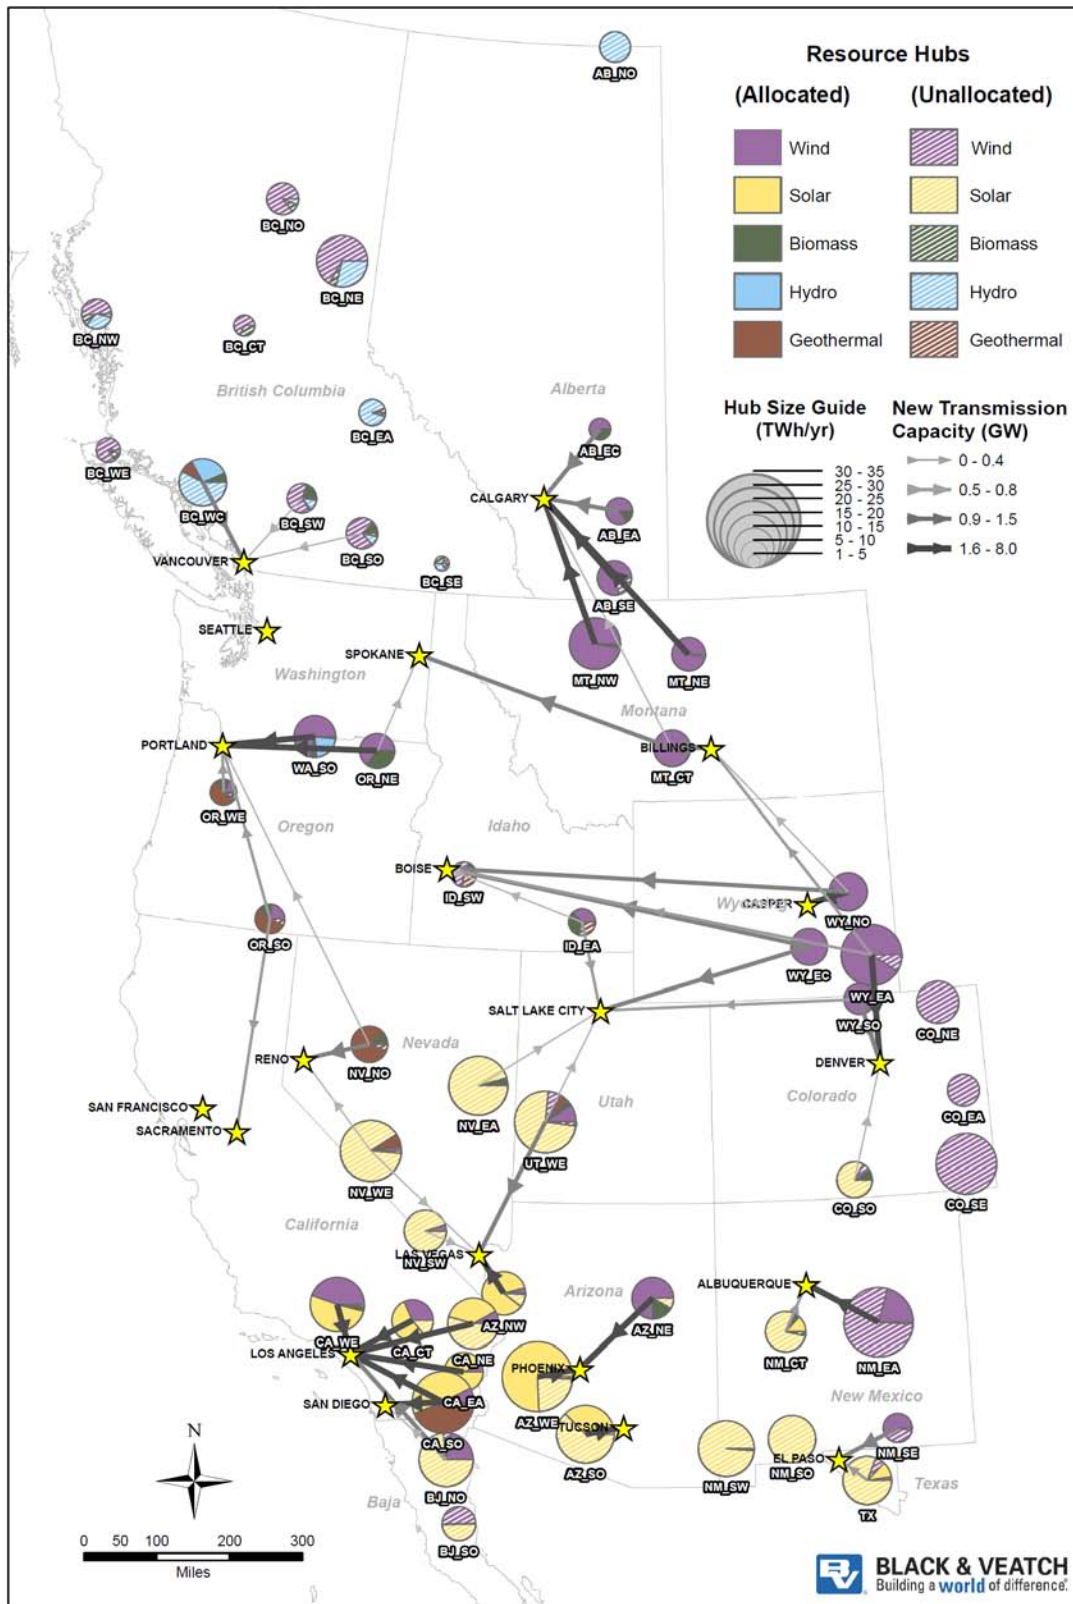 Resource Hubs
(Allocated)
(Unallocated)
Wind
Wind
Solar
Solar
Biomass
Biomass
Hydro
Hydro
Geothermal
Geothermal
Hub Size Guide
(TWh/yr)
30 - 35
25 - 30
20 - 25
15 - 20
10 - 15
5 - 10
1 - 5
New Transmission
Capacity (GW)
0 - 0.4
0.5 - 0.8
0.9 - 1.5
1.6 - 8.0
AB_NO
BC_NO
BC_NE
BC_NW
BC_CT
British Columbia
Alberta
BC_EA
AB_EC
BC_WE
BC_WC
BC_SW
CALGARY
AB_EA
BC_SO
VANCOUVER
BC_SE
AB_SE
SEATTLE
SPOKANE
Washington
MT_NW
MT_NE
Montana
PORTLAND
WA_SO
OR_NE
BILLINGS
MT_CT
OR_WE
Oregon
Idaho
BOISE
ID_SW
Wyoming
CASPER
WY_NO
OR_SO
ID_EA
WY_EC
WY_EA
SALT LAKE CITY
WY_SO
CO_NE
RENO
NV_NO
Nevada
DENVER
SAN FRANCISCO
SACRAMENTO
NV_EA
Utah
Colorado
CO_EA
UT_WE
NV_WE
CO_SO
CO_SE
California
NV_SW
LAS VEGAS
Arizona
ALBUQUERQUE
AZ_NW
AZ_NE
CA_WE
CA_CT
LOS ANGELES
CA_NE
NM_CT
NM_EA
PHOENIX
CA_EA
New Mexico
SAN DIEGO
AZ_WE
TUCSON
CA_SO
AZ_SO
NM_SW
NM_SO
EL PASO
NM_SE
N
BJ_NO
Baja
Texas
TX
BJ_SO
0 50 100 200 300
Miles
BV
BLACK & VEATCH
Building a world of difference.